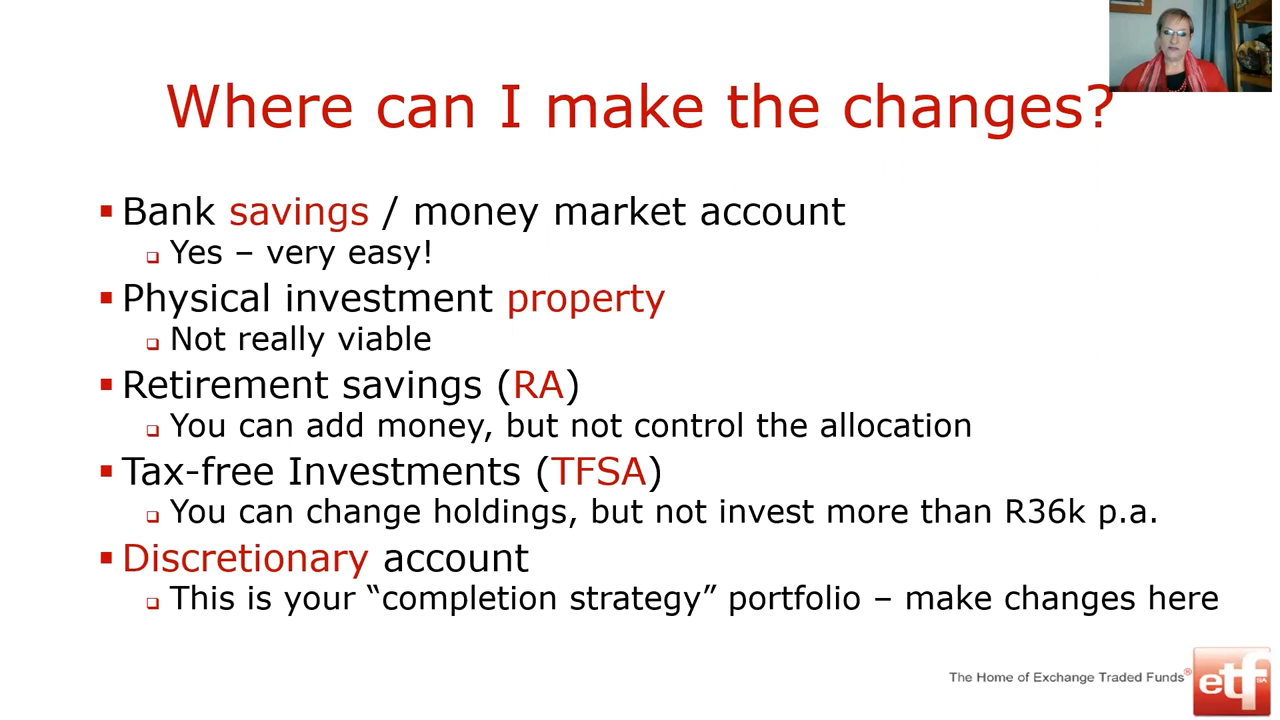 Where can I make the changes?
Bank savings / money market account
Yes – very easy!
Physical investment property
Not really viable
Retirement savings (RA)
You can add money, but not control the allocation
Tax-free Investments (TFSA)
You can change holdings, but not invest more than R36k p.a.
Discretionary account
This is your “completion strategy” portfolio – make changes here
The Home of Exchange Traded Funds®
etf
SA